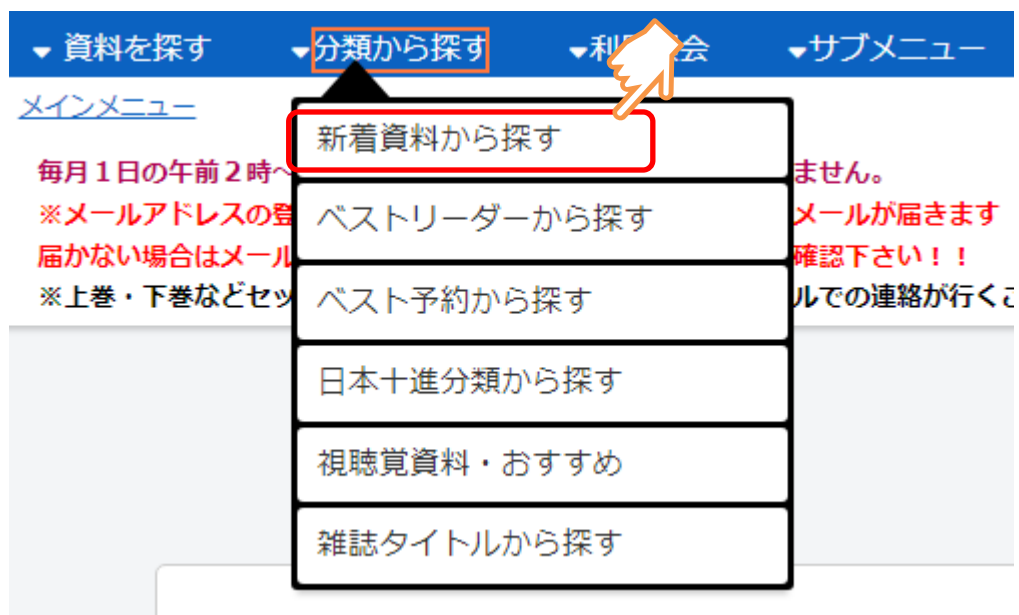 資料を探す 分類から探す 利 会 サブメニュー
メインメニュー
新着資料から探す
毎月1日の午前2時 ません。
※メールアドレスの登 メールが届きます
ベストリーダーから探す
届かない場合はメール 確認下さい!!
※上巻・下巻などセッ ルでの連絡が行く
ベスト予約から探す
日本十進分類から探す
視聴覚資料・おすすめ
雑誌タイトルから探す